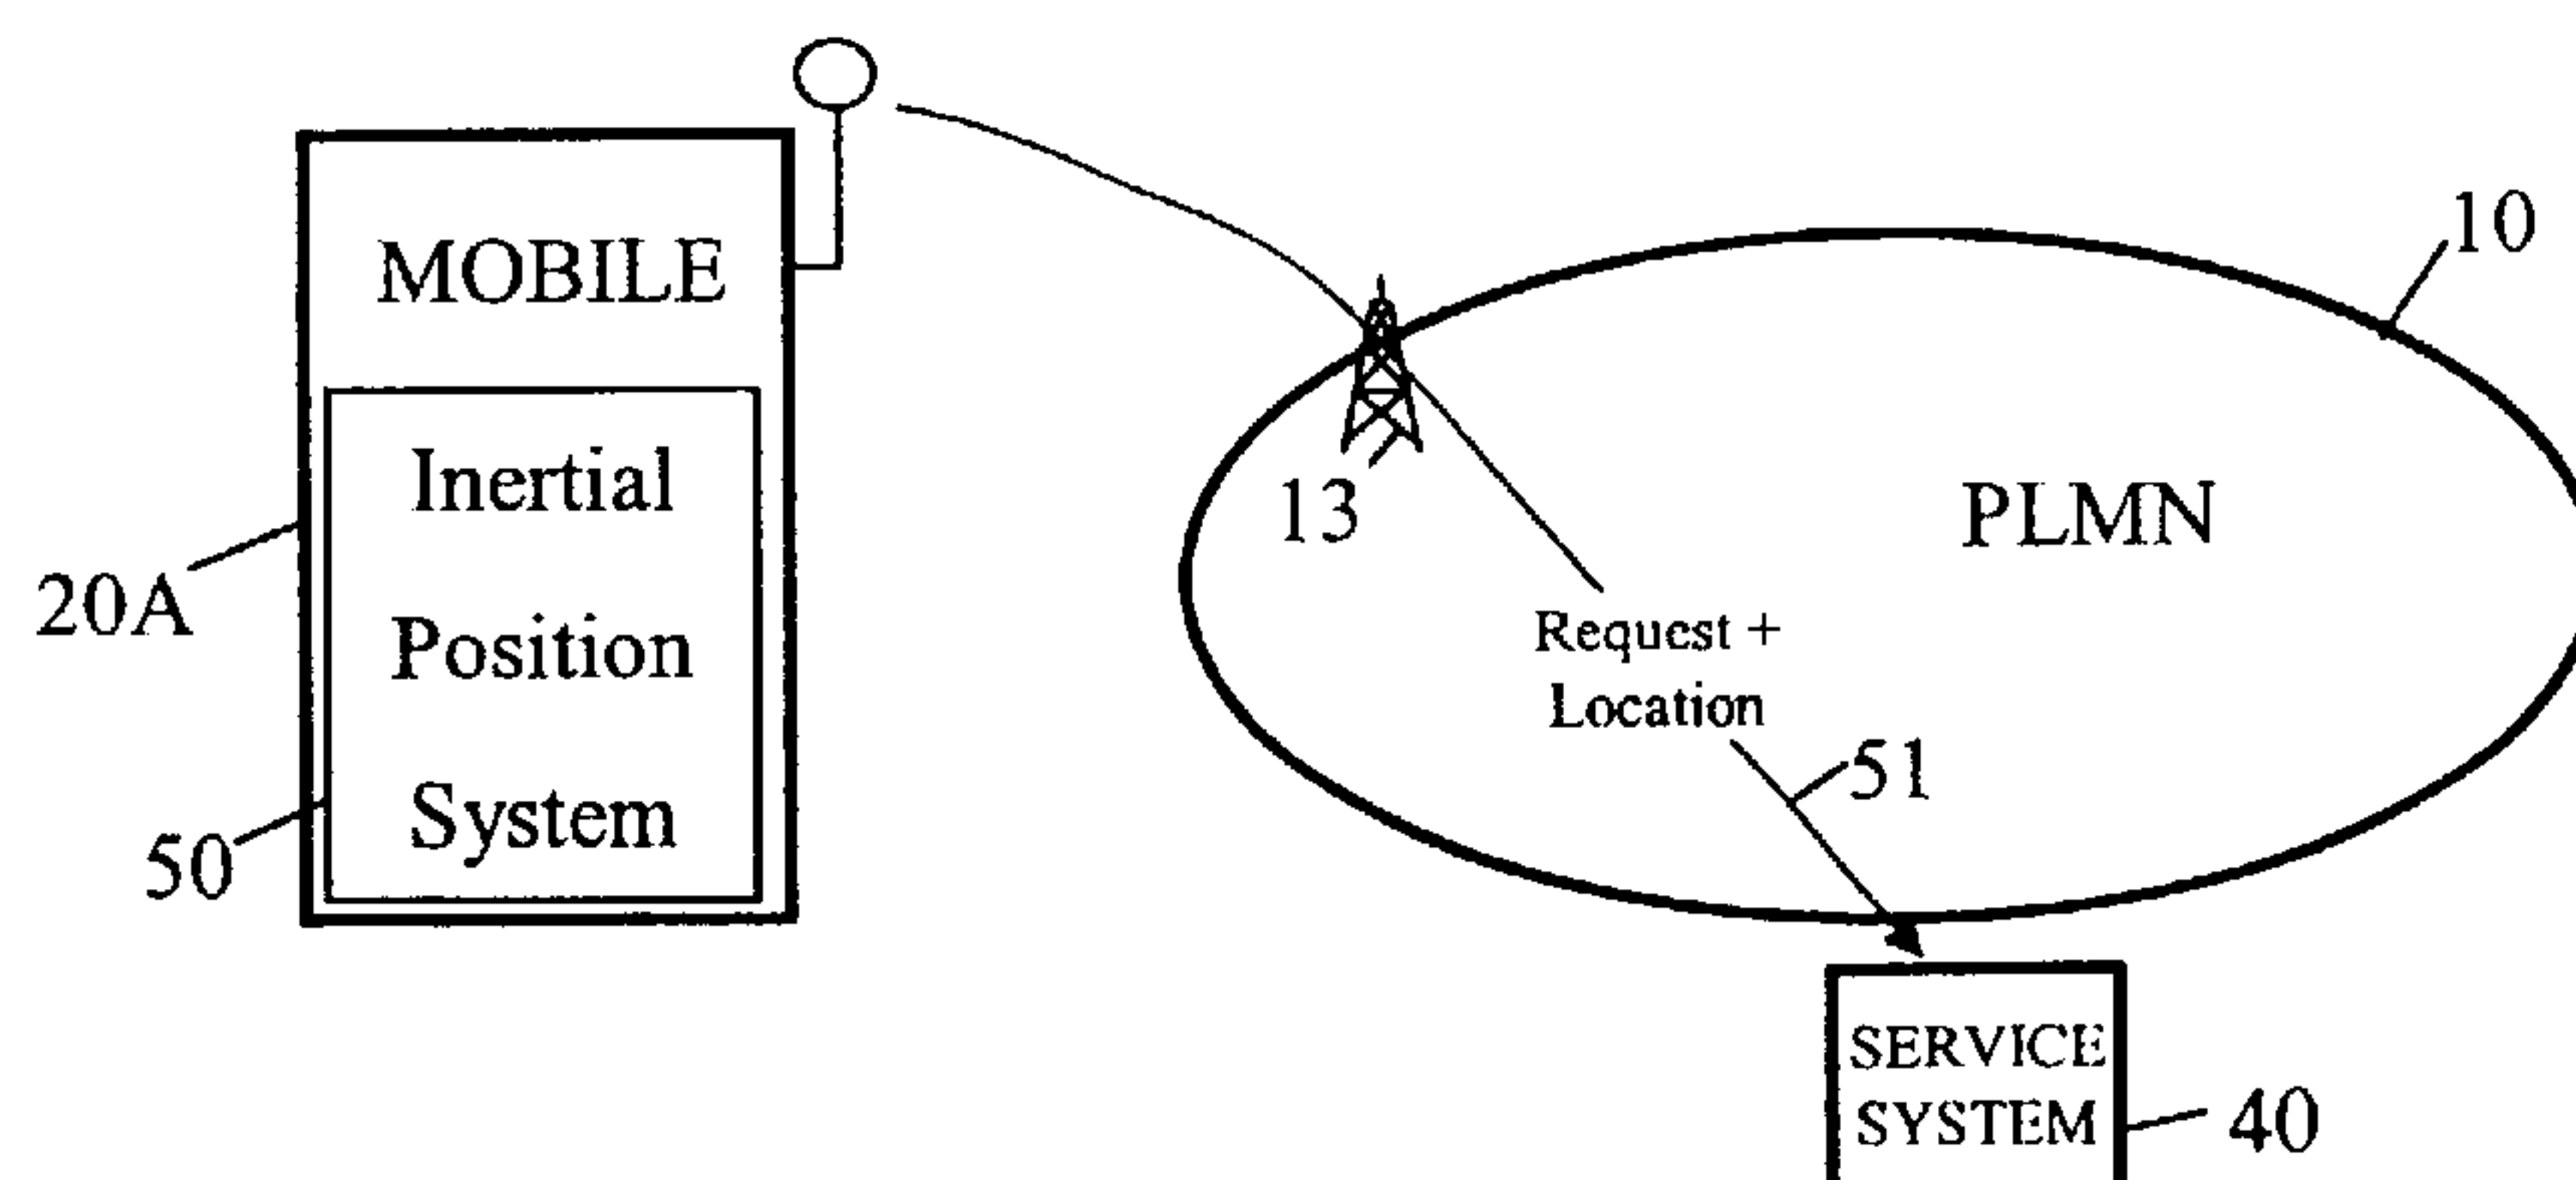 MOBILE
Inertial
Position
System
20A
50
10
13
PLMN
Request +
Location
51
SERVICE
SYSTEM
40